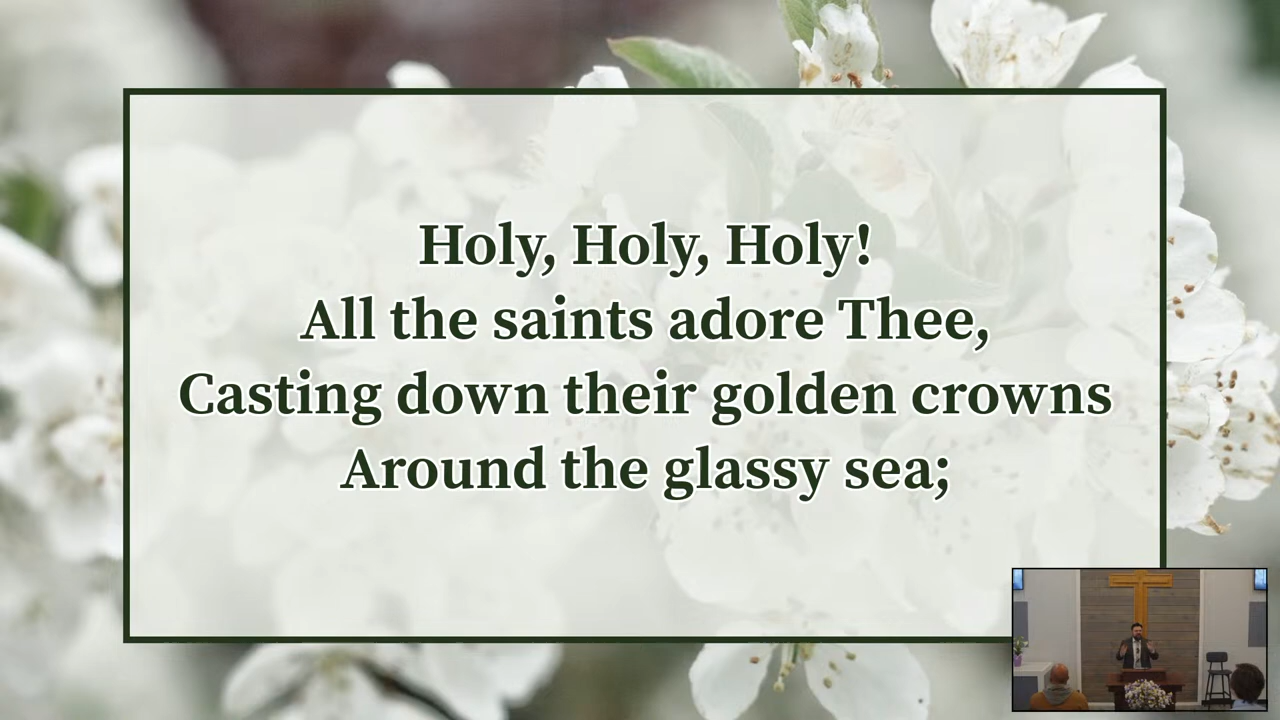 Holy, Holy, Holy!
All the saints adore Thee,
Casting down their golden crowns
Around the glassy sea;